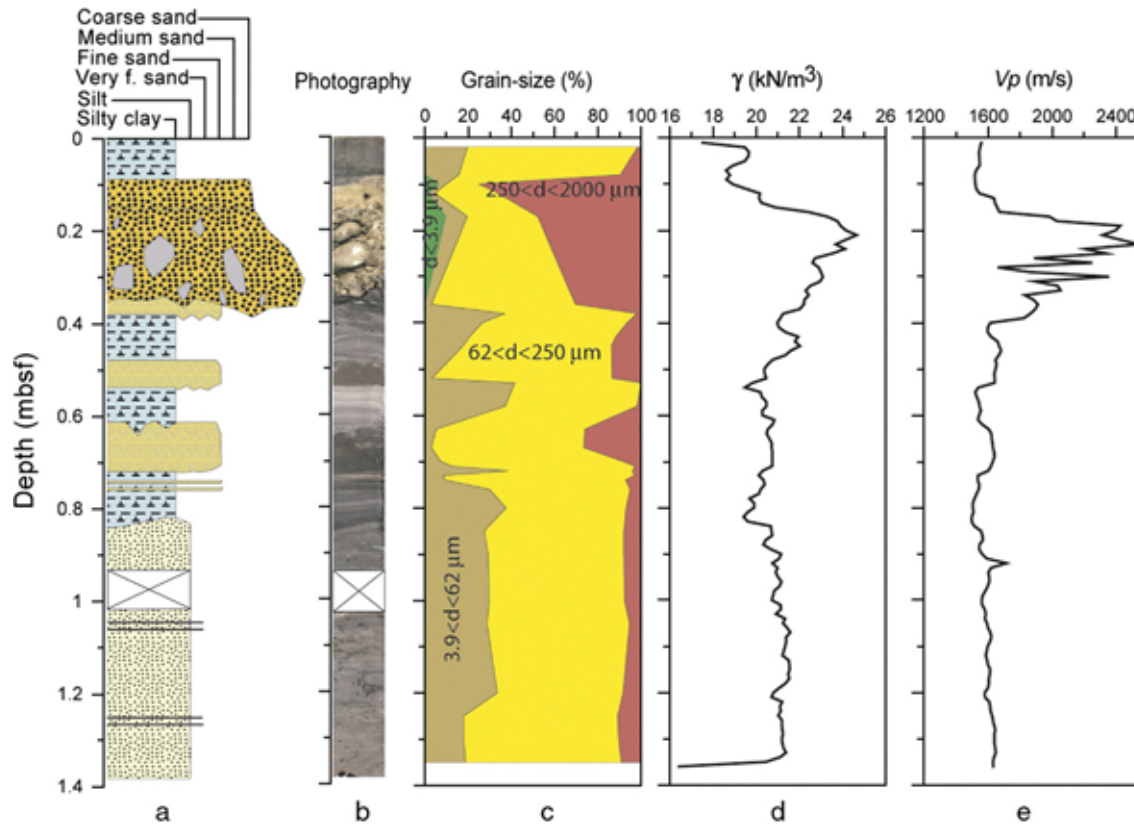 Coarse sand
Medium sand
Fine sand
Very f. sand
Silt
Silty clay
Photography
Grain-size (%)
γ (kN/m³)
Vp (m/s)
0 20 40 60 80 100
16 18 20 22 24 26
1200 1600 2000 2400
0
0.2
0.4
0.6
0.8
1
1.2
1.4
Depth (mbsf)
d<3.9 µm
250<d<2000 µm
62<d<250 µm
3.9<d<62 µm
a
b
c
d
e